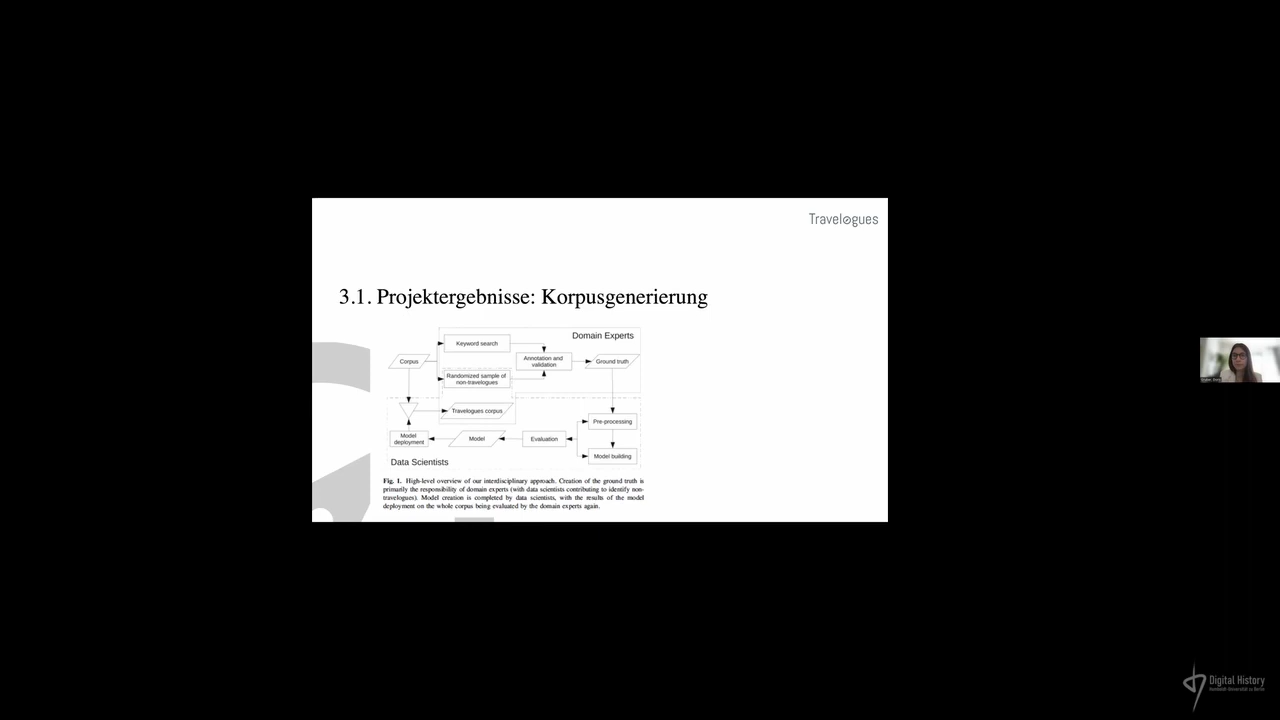 Travelogues
3.1. Projektergebnisse: Korpusgenerierung
Domain Experts
Keyword search
Corpus
Annotation and
validation
Ground truth
Randomized sample of
non-travelogues
Travelogues corpus
Pre-processing
Model
deployment
Model
Evaluation
Model building
Data Scientists
Fig. 1. High-level overview of our interdisciplinary approach. Creation of the ground truth is
primarily the responsibility of domain experts (with data scientists contributing to identify non-
travelogues). Model creation is completed by data scientists, with the results of the model
deployment on the whole corpus being evaluated by the domain experts again.
Digital History
Humboldt-Universität zu Berlin